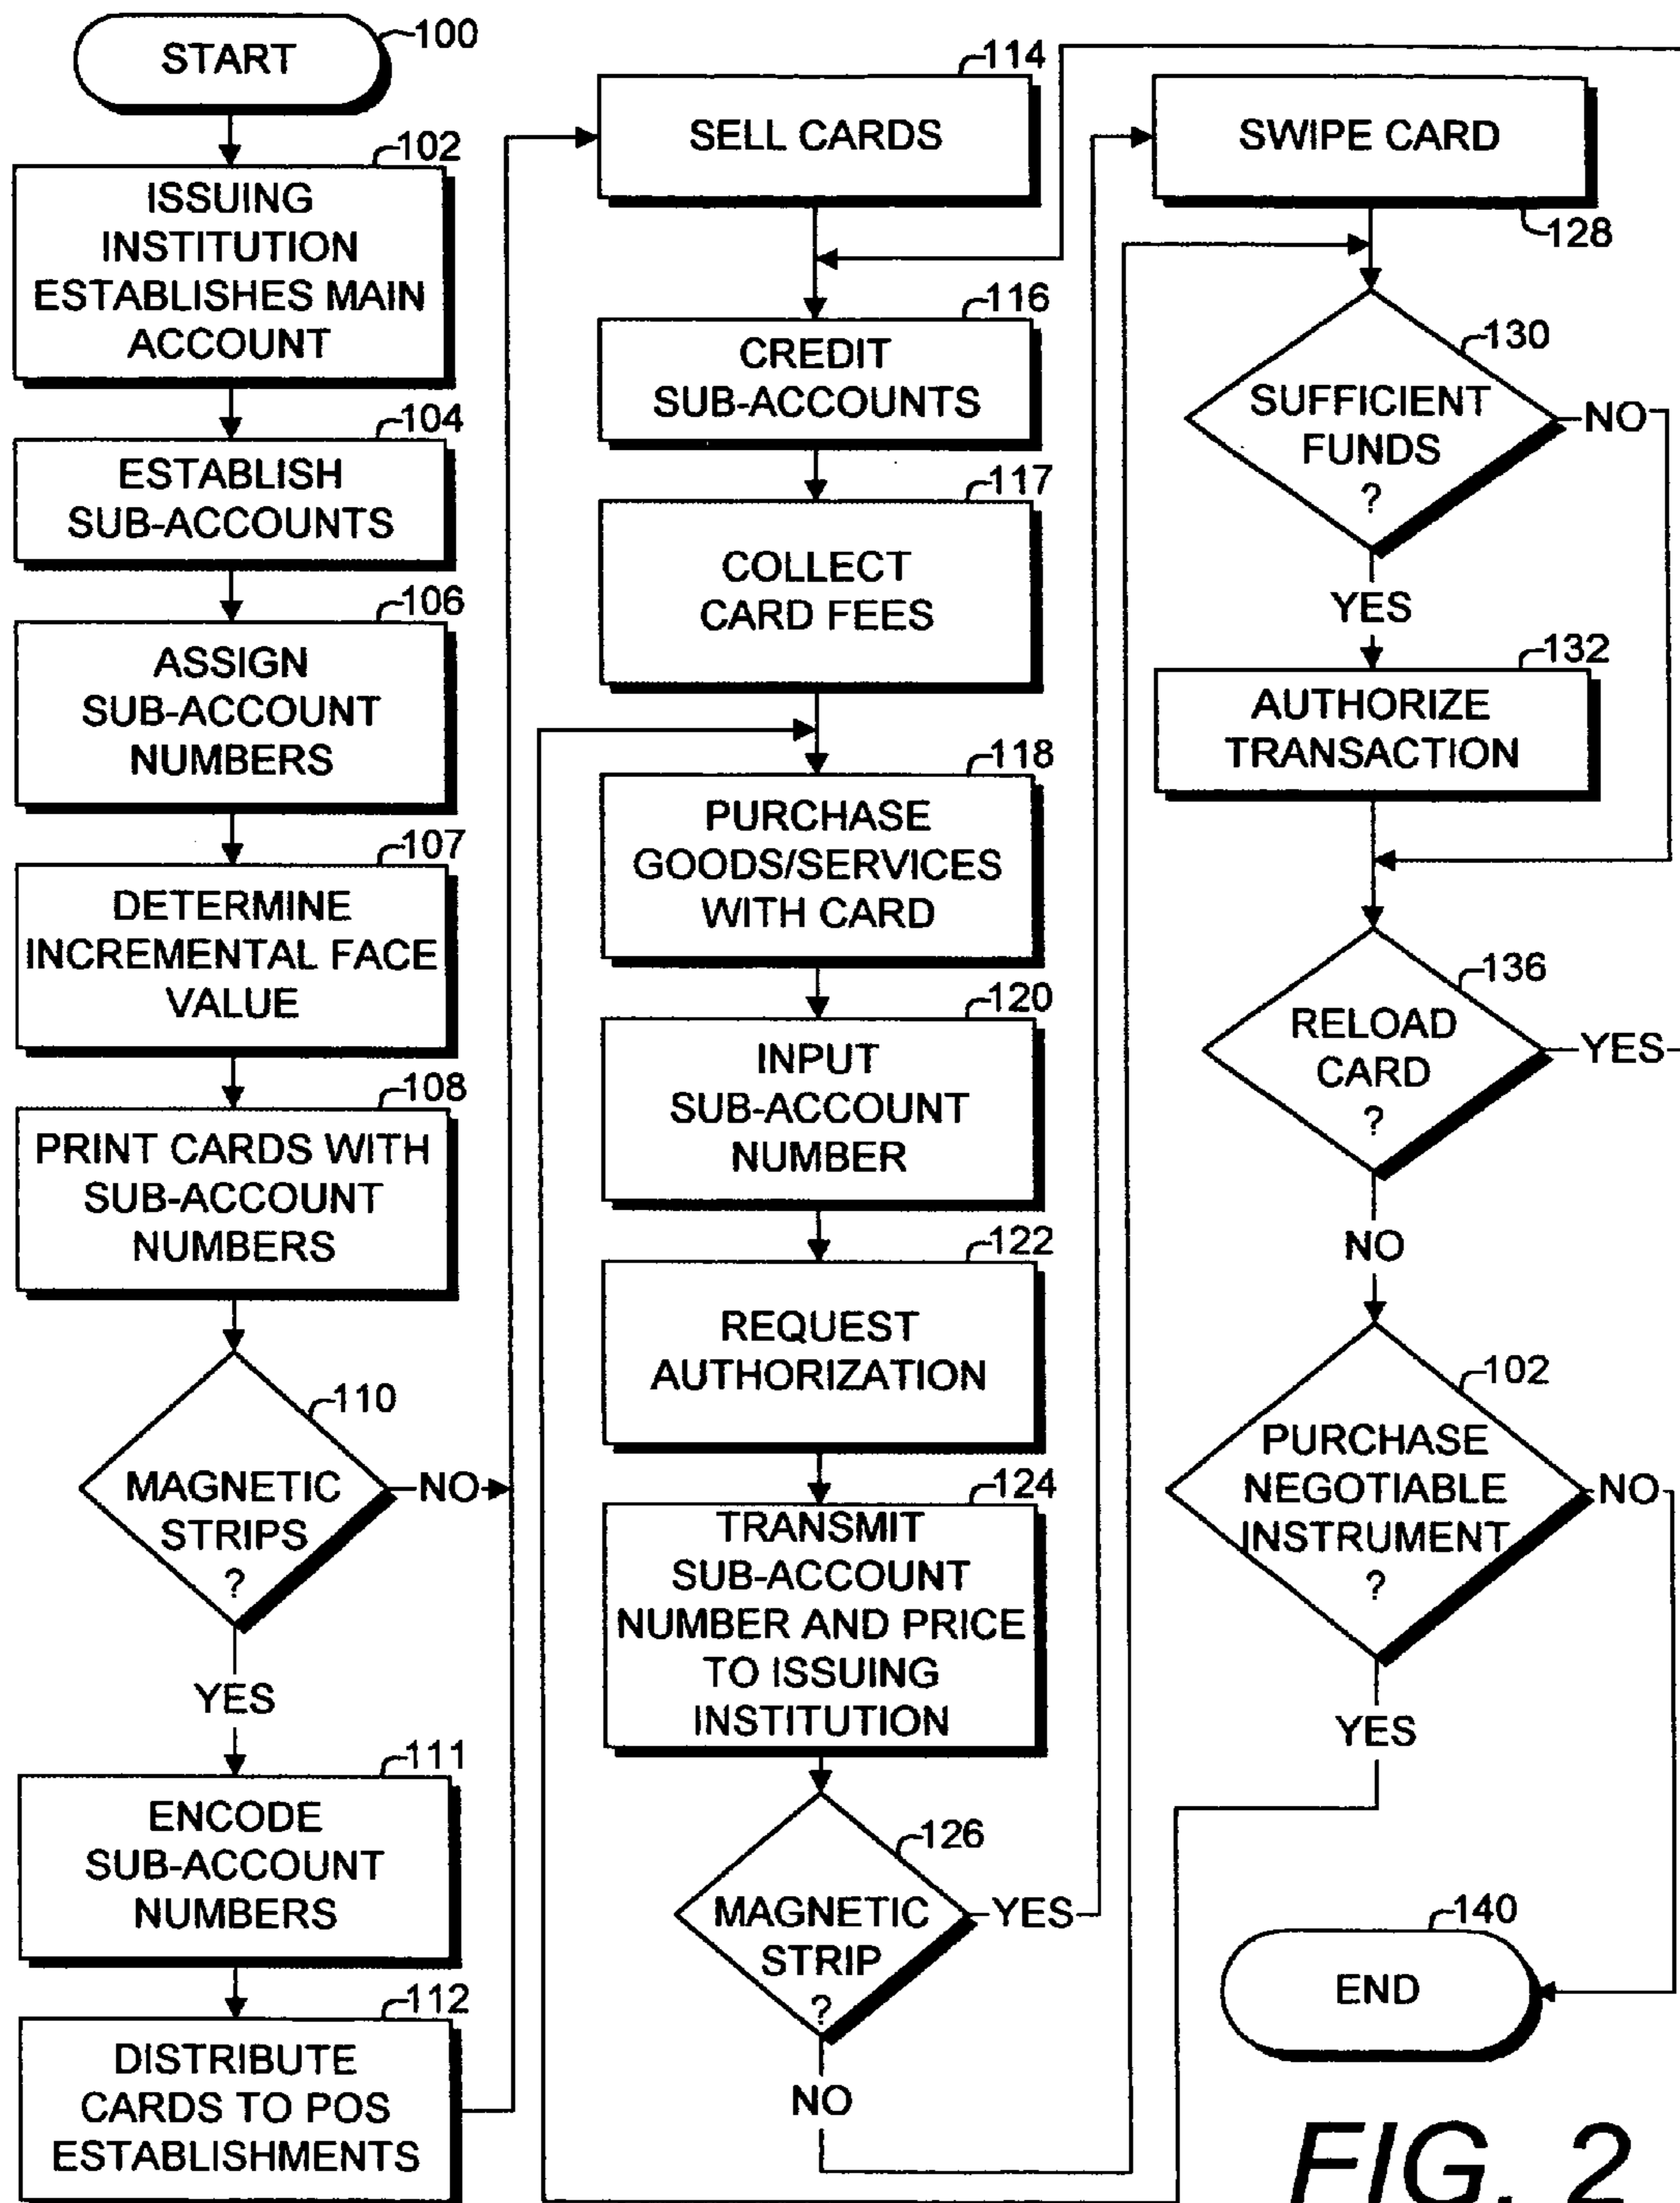 START
100
102
ISSUING
INSTITUTION
ESTABLISHES MAIN
ACCOUNT
104
ESTABLISH
SUB-ACCOUNTS
106
ASSIGN
SUB-ACCOUNT
NUMBERS
107
DETERMINE
INCREMENTAL FACE
VALUE
108
PRINT CARDS WITH
SUB-ACCOUNT
NUMBERS
110
MAGNETIC
STRIPS
?
NO
YES
111
ENCODE
SUB-ACCOUNT
NUMBERS
112
DISTRIBUTE
CARDS TO POS
ESTABLISHMENTS
114
SELL CARDS
116
CREDIT
SUB-ACCOUNTS
117
COLLECT
CARD FEES
118
PURCHASE
GOODS/SERVICES
WITH CARD
120
INPUT
SUB-ACCOUNT
NUMBER
122
REQUEST
AUTHORIZATION
124
TRANSMIT
SUB-ACCOUNT
NUMBER AND PRICE
TO ISSUING
INSTITUTION
126
MAGNETIC
STRIP
?
YES
NO
SWIPE CARD
128
130
SUFFICIENT
FUNDS
?
NO
YES
132
AUTHORIZE
TRANSACTION
136
RELOAD
CARD
?
YES
NO
102
PURCHASE
NEGOTIABLE
INSTRUMENT
?
NO
YES
140
END
FIG. 2